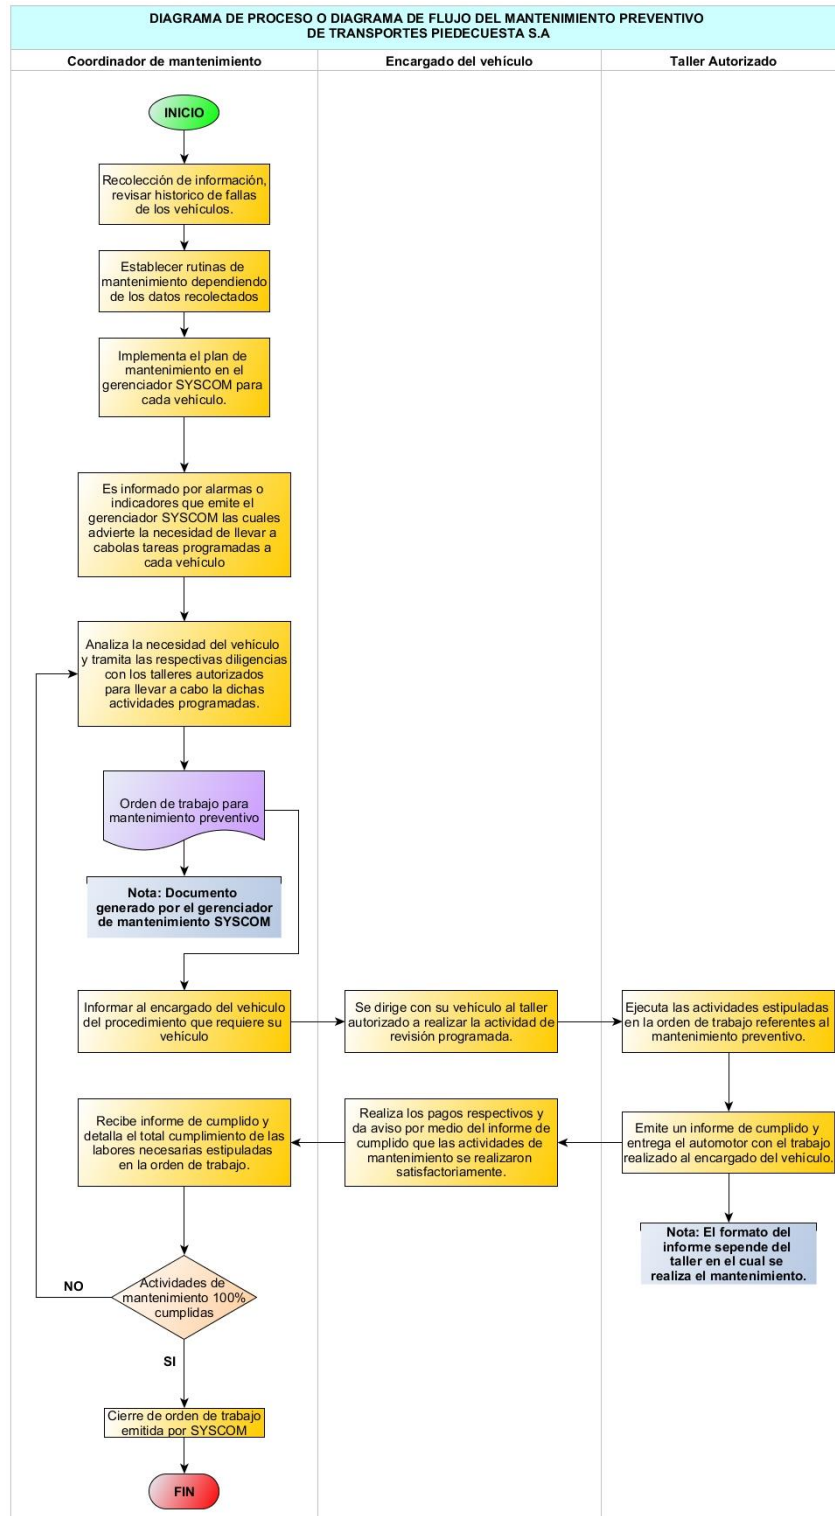 DIAGRAMA DE PROCESO O DIAGRAMA DE FLUJO DEL MANTENIMIENTO PREVENTIVO
DE TRANSPORTES PIEDECUESTA S.A
Coordinador de mantenimiento
Encargado del vehículo
Taller Autorizado
INICIO
Recolección de información,
revisar historico de fallas
de los vehículos.
Establecer rutinas de
mantenimiento dependiendo
de los datos recolectados
Implementa el plan de
mantenimiento en el
gerenciador SYSCOM para
cada vehículo.
Es informado por alarmas o
indicadores que emite el
gerenciador SYSCOM las cuales
advierte la necesidad de llevar a
cabolas tareas programadas a
cada vehículo
Analiza la necesidad del vehículo
y tramita las respectivas diligencias
con los talleres autorizados
para llevar a cabo la dichas
actividades programadas.
Orden de trabajo para
mantenimiento preventivo
Nota: Documento
generado por el gerenciador
de mantenimiento SYSCOM
Informar al encargado del vehiculo
del procedimiento que requiere su
vehículo
Se dirige con su vehículo al taller
autorizado a realizar la actividad de
revisión programada.
Ejecuta las actividades estipuladas
en la orden de trabajo referentes al
mantenimiento preventivo.
Emite un informe de cumplido y
entrega el automotor con el trabajo
realizado al encargado del vehículo.
Nota: El formato del
informe sepende del
taller en el cual se
realiza el mantenimiento.
Realiza los pagos respectivos y
da aviso por medio del informe de
cumplido que las actividades de
mantenimiento se realizaron
satisfactoriamente.
Recibe informe de cumplido y
detalla el total cumplimiento de las
labores necesarias estipuladas
en la orden de trabajo.
Actividades de
mantenimiento 100%
cumplidas
NO
SI
Cierre de orden de trabajo
emitida por SYSCOM
FIN